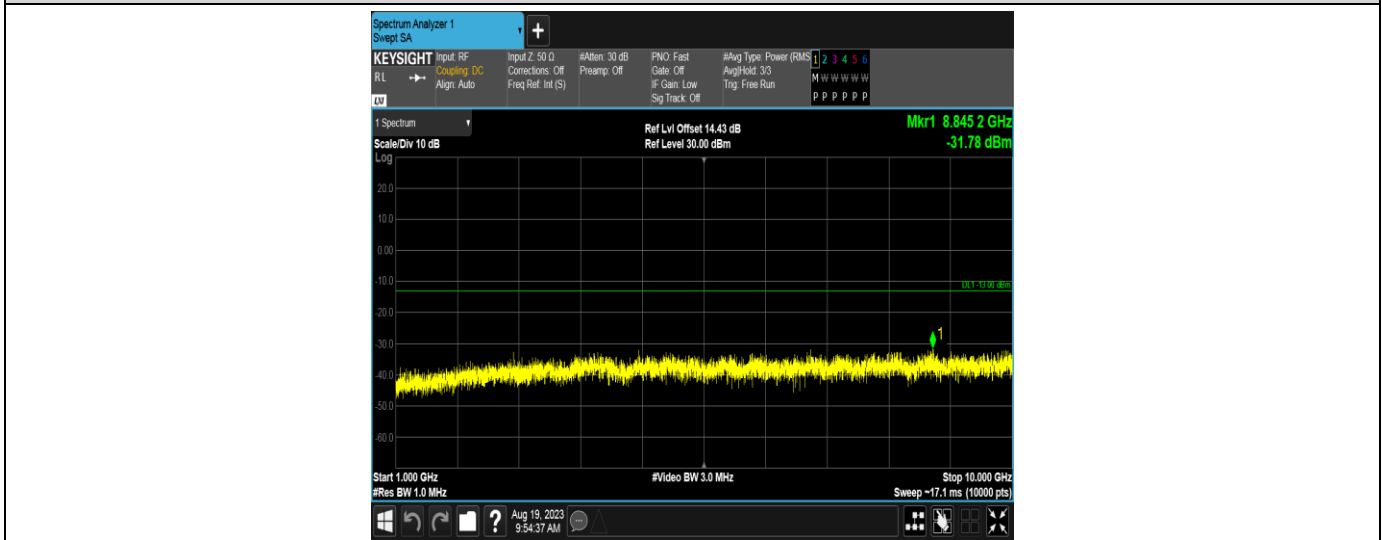 Spectrum Analyzer 1
Swept SA
+
KEYSIGHT Input: RF Input Z: 50 Ω #Atten: 30 dB PNO: Fast #Avg Type: Power (RMS 1 2 3 4 5 6
RL Coupling: DC Corrections: Off Preamp: Off Gate: Off Avg|Hold: 3/3 M W W W W W
Align: Auto Freq Ref: Int (S) IF Gain: Low Trig: Free Run
LXI Sig Track: Off P P P P P P
1 Spectrum
Ref Lvl Offset 14.43 dB Mkr1 8.845 2 GHz
Scale/Div 10 dB Ref Level 30.00 dBm -31.78 dBm
Log
20.0
10.0
0.00
-10.0
DL1 -13.00 dBm
-20.0
1
-30.0
-40.0
-50.0
-60.0
Start 1.000 GHz #Video BW 3.0 MHz Stop 10.000 GHz
#Res BW 1.0 MHz Sweep ~17.1 ms (10000 pts)
? Aug 19, 2023
9:54:37 AM